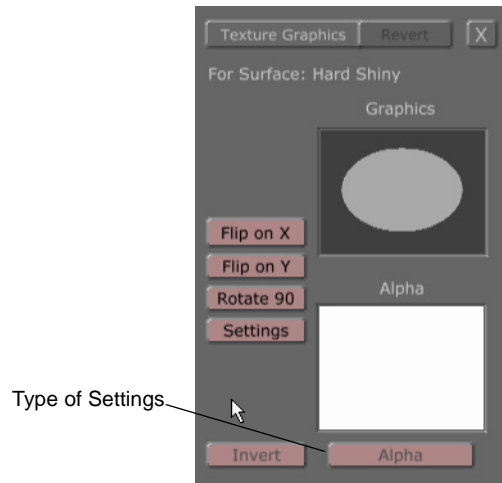 Texture Graphics Revert X
For Surface: Hard Shiny
Graphics
Flip on X
Flip on Y
Rotate 90
Settings
Alpha
Type of Settings
Invert Alpha